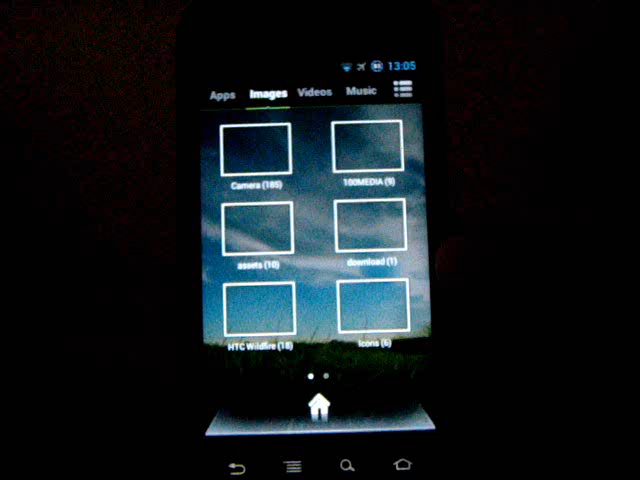 13:05
Apps Images Videos Music
Camera (185) 100MEDIA (9)
assets (10) download (1)
HTC Wildfire (18) icons (6)